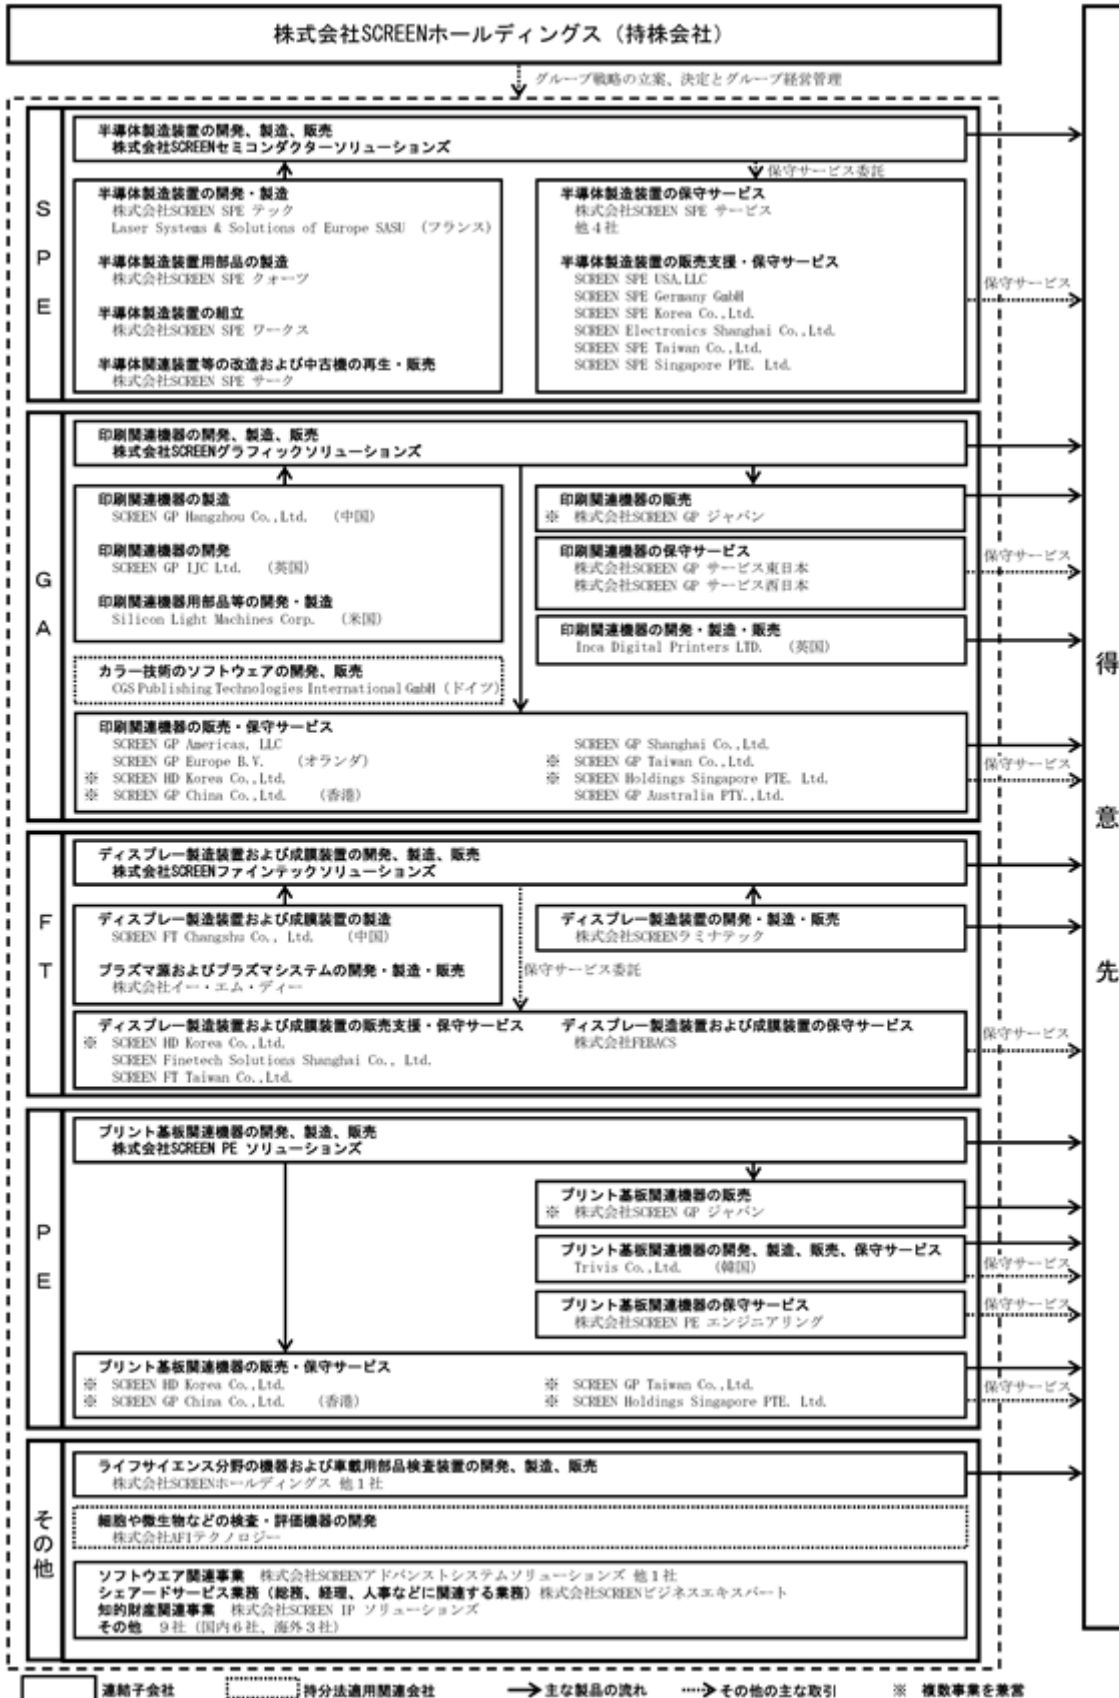 株式会社SCREENホールディングス（持株会社）
グループ戦略の立案、決定とグループ経営管理
得意先
SPE
半導体製造装置の開発、製造、販売
株式会社SCREENセミコンダクターソリューションズ
保守サービス委託
半導体製造装置の開発・製造
株式会社SCREEN SPE テック
Laser Systems & Solutions of Europe SASU （フランス）
半導体製造装置用部品の製造
株式会社SCREEN SPE クォーツ
半導体製造装置の組立
株式会社SCREEN SPE ワークス
半導体関連装置等の改造および中古機の再生・販売
株式会社SCREEN SPE サーク
半導体製造装置の保守サービス
株式会社SCREEN SPE サービス
他４社
半導体製造装置の販売支援・保守サービス
SCREEN SPE USA,LLC
SCREEN SPE Germany GmbH
SCREEN SPE Korea Co.,Ltd.
SCREEN Electronics Shanghai Co.,Ltd.
SCREEN SPE Taiwan Co.,Ltd.
SCREEN SPE Singapore PTE. Ltd.
保守サービス
GA
印刷関連機器の開発、製造、販売
株式会社SCREENグラフィックソリューションズ
印刷関連機器の製造
SCREEN GP Hangzhou Co.,Ltd. （中国）
印刷関連機器の開発
SCREEN GP IJC Ltd. （英国）
印刷関連機器用部品等の開発・製造
Silicon Light Machines Corp. （米国）
カラー技術のソフトウェアの開発、販売
CGS Publishing Technologies International GmbH（ドイツ）
印刷関連機器の販売
※ 株式会社SCREEN GP ジャパン
印刷関連機器の保守サービス
株式会社SCREEN GP サービス東日本
株式会社SCREEN GP サービス西日本
保守サービス
印刷関連機器の開発・製造・販売
Inca Digital Printers LTD. （英国）
印刷関連機器の販売・保守サービス
SCREEN GP Americas, LLC
SCREEN GP Europe B.V. （オランダ）
※ SCREEN HD Korea Co.,Ltd.
※ SCREEN GP China Co.,Ltd. （香港）
SCREEN GP Shanghai Co.,Ltd.
※ SCREEN GP Taiwan Co.,Ltd.
※ SCREEN Holdings Singapore PTE. Ltd.
SCREEN GP Australia PTY.,Ltd.
保守サービス
FT
ディスプレー製造装置および成膜装置の開発、製造、販売
株式会社SCREENファインテックソリューションズ
ディスプレー製造装置および成膜装置の製造
SCREEN FT Changshu Co., Ltd. （中国）
プラズマ源およびプラズマシステムの開発・製造・販売
株式会社イー・エム・ディー
保守サービス委託
ディスプレー製造装置の開発・製造・販売
株式会社SCREENラミナテック
ディスプレー製造装置および成膜装置の販売支援・保守サービス
※ SCREEN HD Korea Co.,Ltd.
SCREEN Finetech Solutions Shanghai Co., Ltd.
SCREEN FT Taiwan Co.,Ltd.
ディスプレー製造装置および成膜装置の保守サービス
株式会社FEBACS
保守サービス
PE
プリント基板関連機器の開発、製造、販売
株式会社SCREEN PE ソリューションズ
プリント基板関連機器の販売
※ 株式会社SCREEN GP ジャパン
プリント基板関連機器の開発、製造、販売、保守サービス
Trivis Co.,Ltd. （韓国）
保守サービス
プリント基板関連機器の保守サービス
株式会社SCREEN PE エンジニアリング
保守サービス
プリント基板関連機器の販売・保守サービス
※ SCREEN HD Korea Co.,Ltd.
※ SCREEN GP China Co.,Ltd. （香港）
※ SCREEN GP Taiwan Co.,Ltd.
※ SCREEN Holdings Singapore PTE. Ltd.
保守サービス
その他
ライフサイエンス分野の機器および車載用部品検査装置の開発、製造、販売
株式会社SCREENホールディングス 他１社
細胞や微生物などの検査・評価機器の開発
株式会社AFIテクノロジー
ソフトウエア関連事業 株式会社SCREENアドバンストシステムソリューションズ 他１社
シェアードサービス業務（総務、経理、人事などに関連する業務）株式会社SCREENビジネスエキスパート
知的財産関連事業 株式会社SCREEN IP ソリューションズ
その他 ９社（国内６社、海外３社）
連結子会社 持分法適用関連会社 主な製品の流れ その他の主な取引 ※ 複数事業を兼営